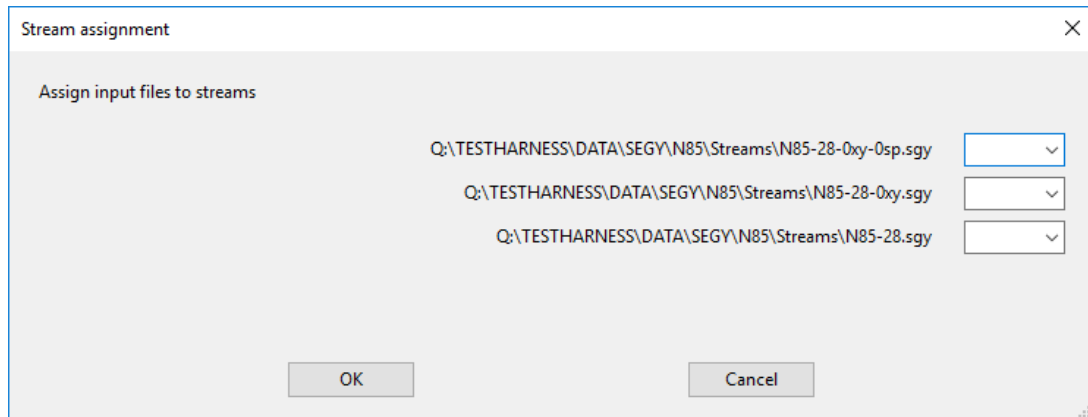 Stream assignment
Assign input files to streams
Q:\TESTHARNESS\DATA\SEGY\N85\Streams\N85-28-0xy-0sp.sgy
Q:\TESTHARNESS\DATA\SEGY\N85\Streams\N85-28-0xy.sgy
Q:\TESTHARNESS\DATA\SEGY\N85\Streams\N85-28.sgy
OK Cancel